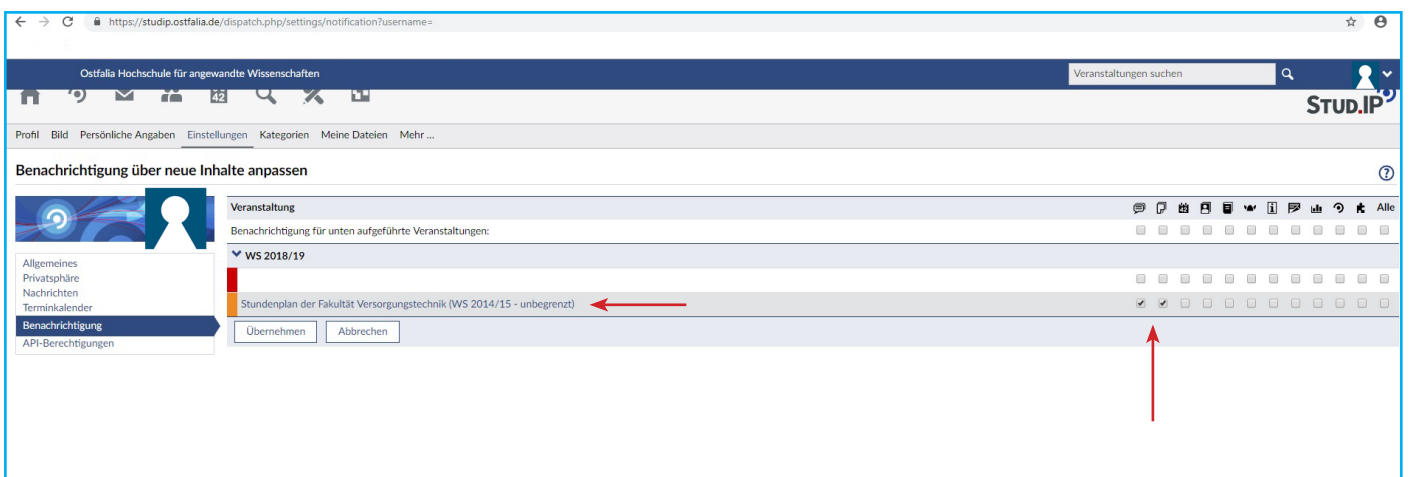 https://studip.ostfalia.de/dispatch.php/settings/notification?username=
Ostfalia Hochschule für angewandte Wissenschaften
Veranstaltungen suchen
42
STUD.IP
Profil Bild Persönliche Angaben Einstellungen Kategorien Meine Dateien Mehr ...
Benachrichtigung über neue Inhalte anpassen
Veranstaltung
Alle
Benachrichtigung für unten aufgeführte Veranstaltungen:
WS 2018/19
Stundenplan der Fakultät Versorgungstechnik (WS 2014/15 - unbegrenzt)
Übernehmen Abbrechen
Allgemeines
Privatsphäre
Nachrichten
Terminkalender
Benachrichtigung
API-Berechtigungen